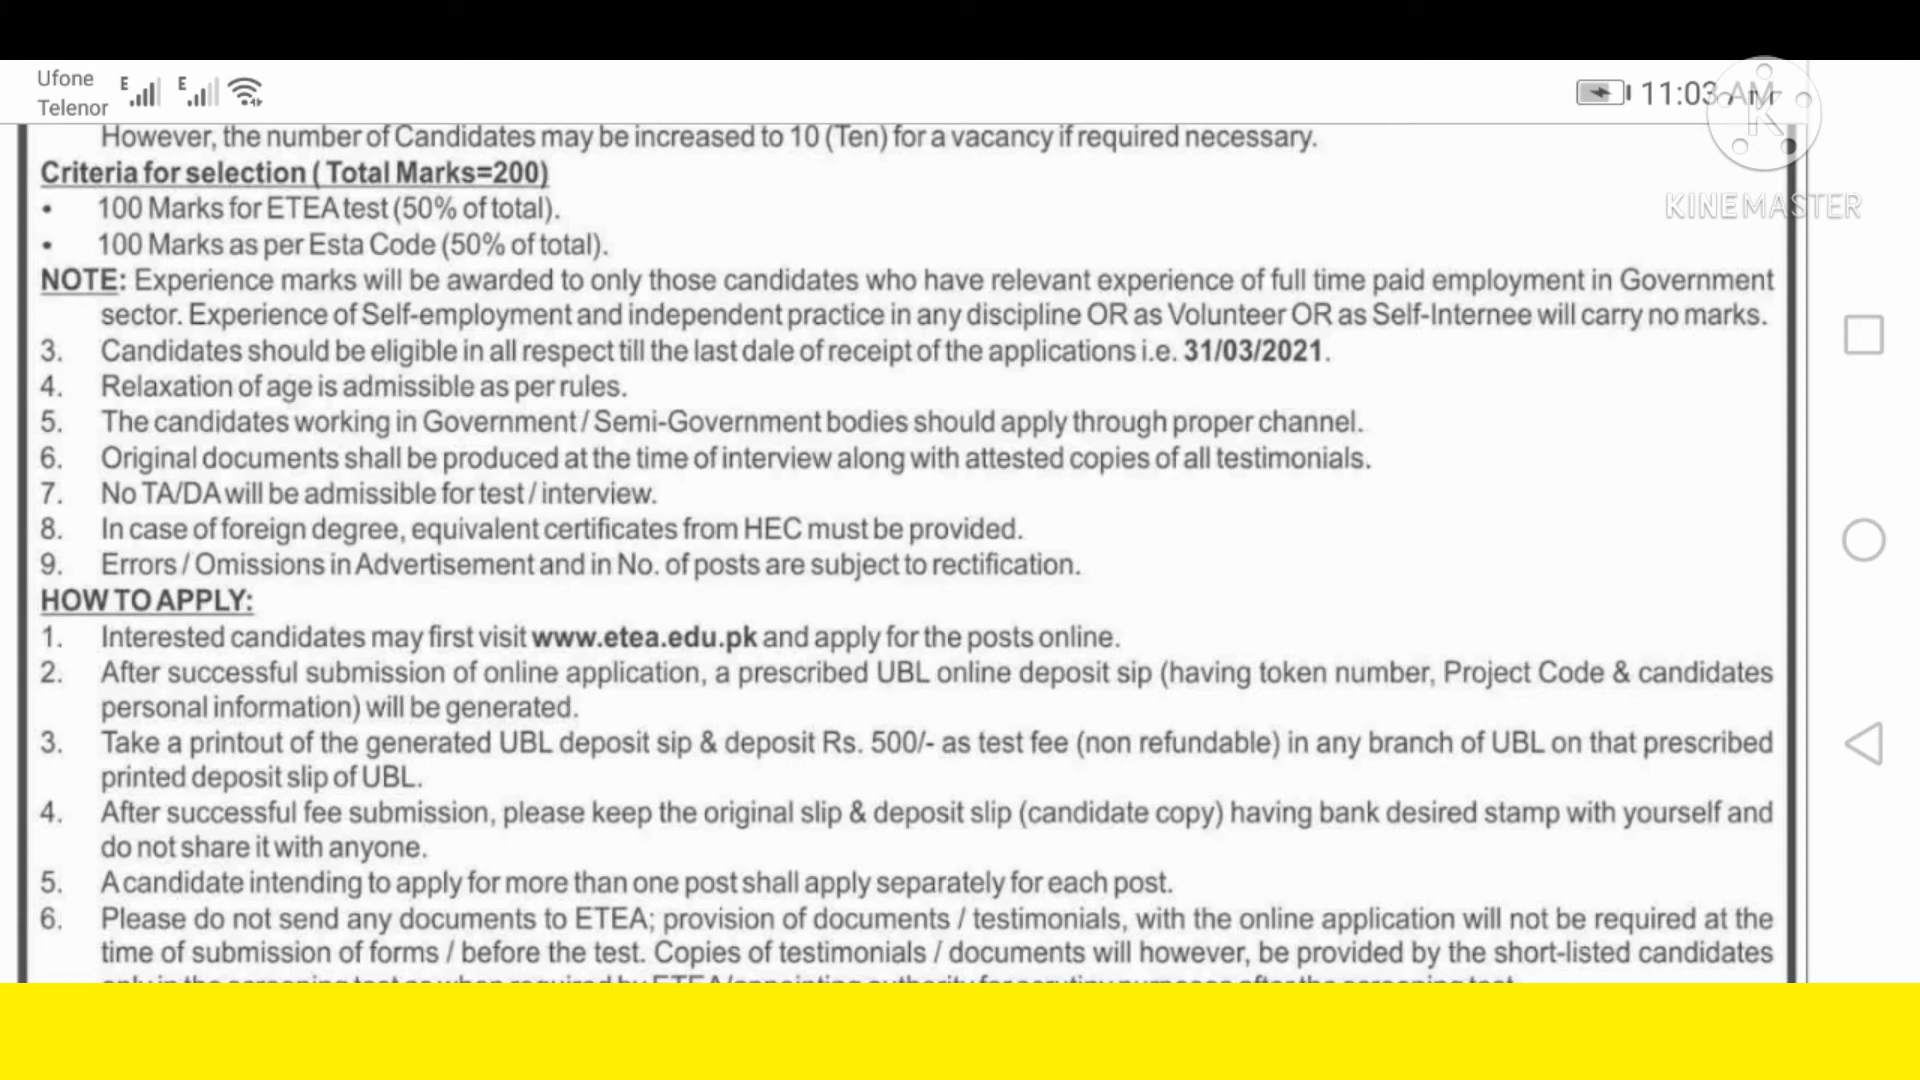 Ufone
Telenor
E
E
11:03 AM
K
KINEMASTER
However, the number of Candidates may be increased to 10 (Ten) for a vacancy if required necessary.
Criteria for selection ( Total Marks=200)
• 100 Marks for ETEA test (50% of total).
• 100 Marks as per Esta Code (50% of total).
NOTE: Experience marks will be awarded to only those candidates who have relevant experience of full time paid employment in Government
sector. Experience of Self-employment and independent practice in any discipline OR as Volunteer OR as Self-Internee will carry no marks.
3. Candidates should be eligible in all respect till the last dale of receipt of the applications i.e. 31/03/2021.
4. Relaxation of age is admissible as per rules.
5. The candidates working in Government / Semi-Government bodies should apply through proper channel.
6. Original documents shall be produced at the time of interview along with attested copies of all testimonials.
7. No TA/DA will be admissible for test / interview.
8. In case of foreign degree, equivalent certificates from HEC must be provided.
9. Errors / Omissions in Advertisement and in No. of posts are subject to rectification.
HOW TO APPLY:
1. Interested candidates may first visit www.etea.edu.pk and apply for the posts online.
2. After successful submission of online application, a prescribed UBL online deposit sip (having token number, Project Code & candidates
personal information) will be generated.
3. Take a printout of the generated UBL deposit sip & deposit Rs. 500/- as test fee (non refundable) in any branch of UBL on that prescribed
printed deposit slip of UBL.
4. After successful fee submission, please keep the original slip & deposit slip (candidate copy) having bank desired stamp with yourself and
do not share it with anyone.
5. A candidate intending to apply for more than one post shall apply separately for each post.
6. Please do not send any documents to ETEA; provision of documents / testimonials, with the online application will not be required at the
time of submission of forms / before the test. Copies of testimonials / documents will however, be provided by the short-listed candidates